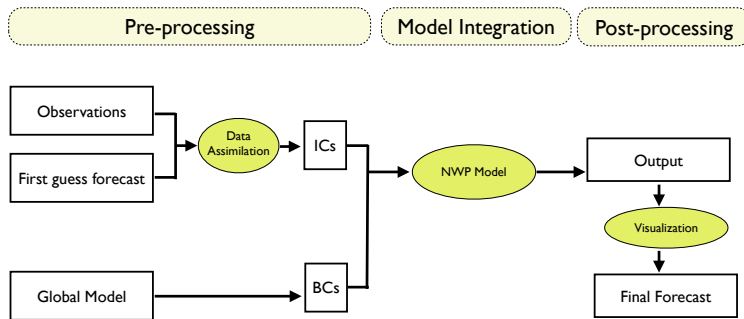 Pre-processing
Model Integration
Post-processing
Observations
First guess forecast
Data
Assimilation
ICs
Global Model
BCs
NWP Model
Output
Visualization
Final Forecast